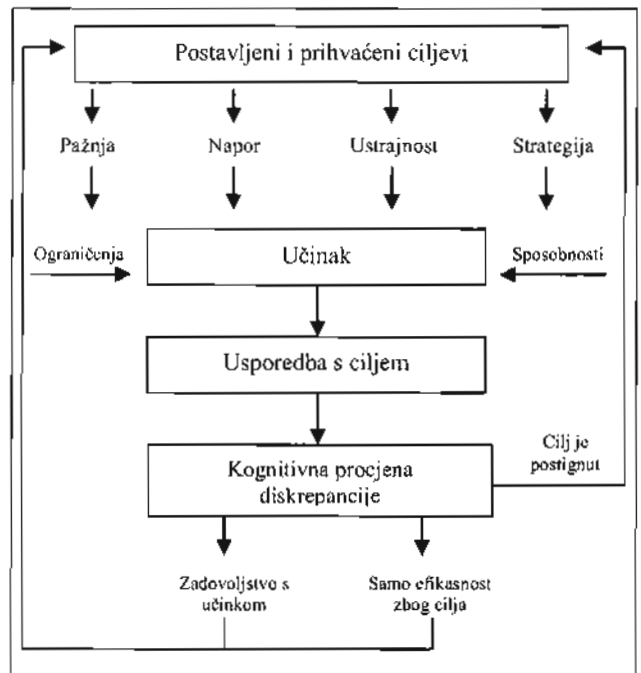 Postavljeni i prihvaćeni ciljevi
Pažnja
Napor
Ustrajnost
Strategija
Ograničenja
Učinak
Sposobnosti
Usporedba s ciljem
Kognitivna procjena
diskrepancije
Cilj je
postignut
Zadovoljstvo s
učinkom
Samo efikasnost
zbog cilja